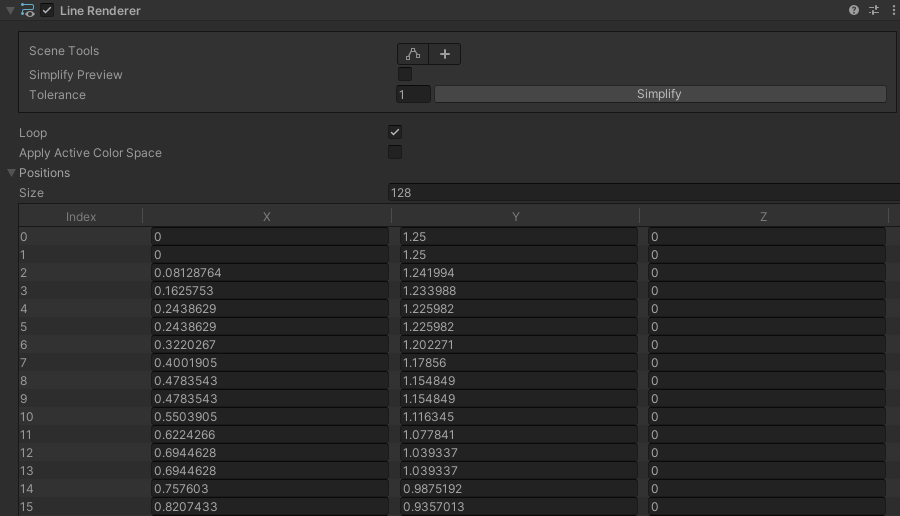 Line Renderer
Scene Tools
Simplify Preview
Tolerance 1 Simplify
Loop
Apply Active Color Space
Positions
Size 128
Index X Y Z
0 0 1.25 0
1 0 1.25 0
2 0.08128764 1.241994 0
3 0.1625753 1.233988 0
4 0.2438629 1.225982 0
5 0.2438629 1.225982 0
6 0.3220267 1.202271 0
7 0.4001905 1.17856 0
8 0.4783543 1.154849 0
9 0.4783543 1.154849 0
10 0.5503905 1.116345 0
11 0.6224266 1.077841 0
12 0.6944628 1.039337 0
13 0.6944628 1.039337 0
14 0.757603 0.9875192 0
15 0.8207433 0.9357013 0